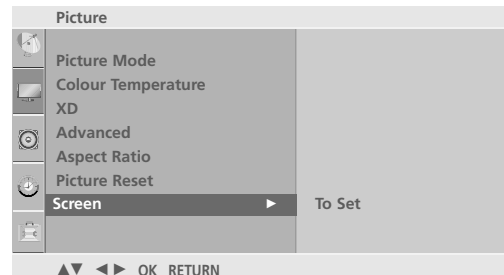 Picture
Picture Mode
Colour Temperature
XD
Advanced
Aspect Ratio
Picture Reset
Screen ► To Set
▲▼ ◄► OK RETURN